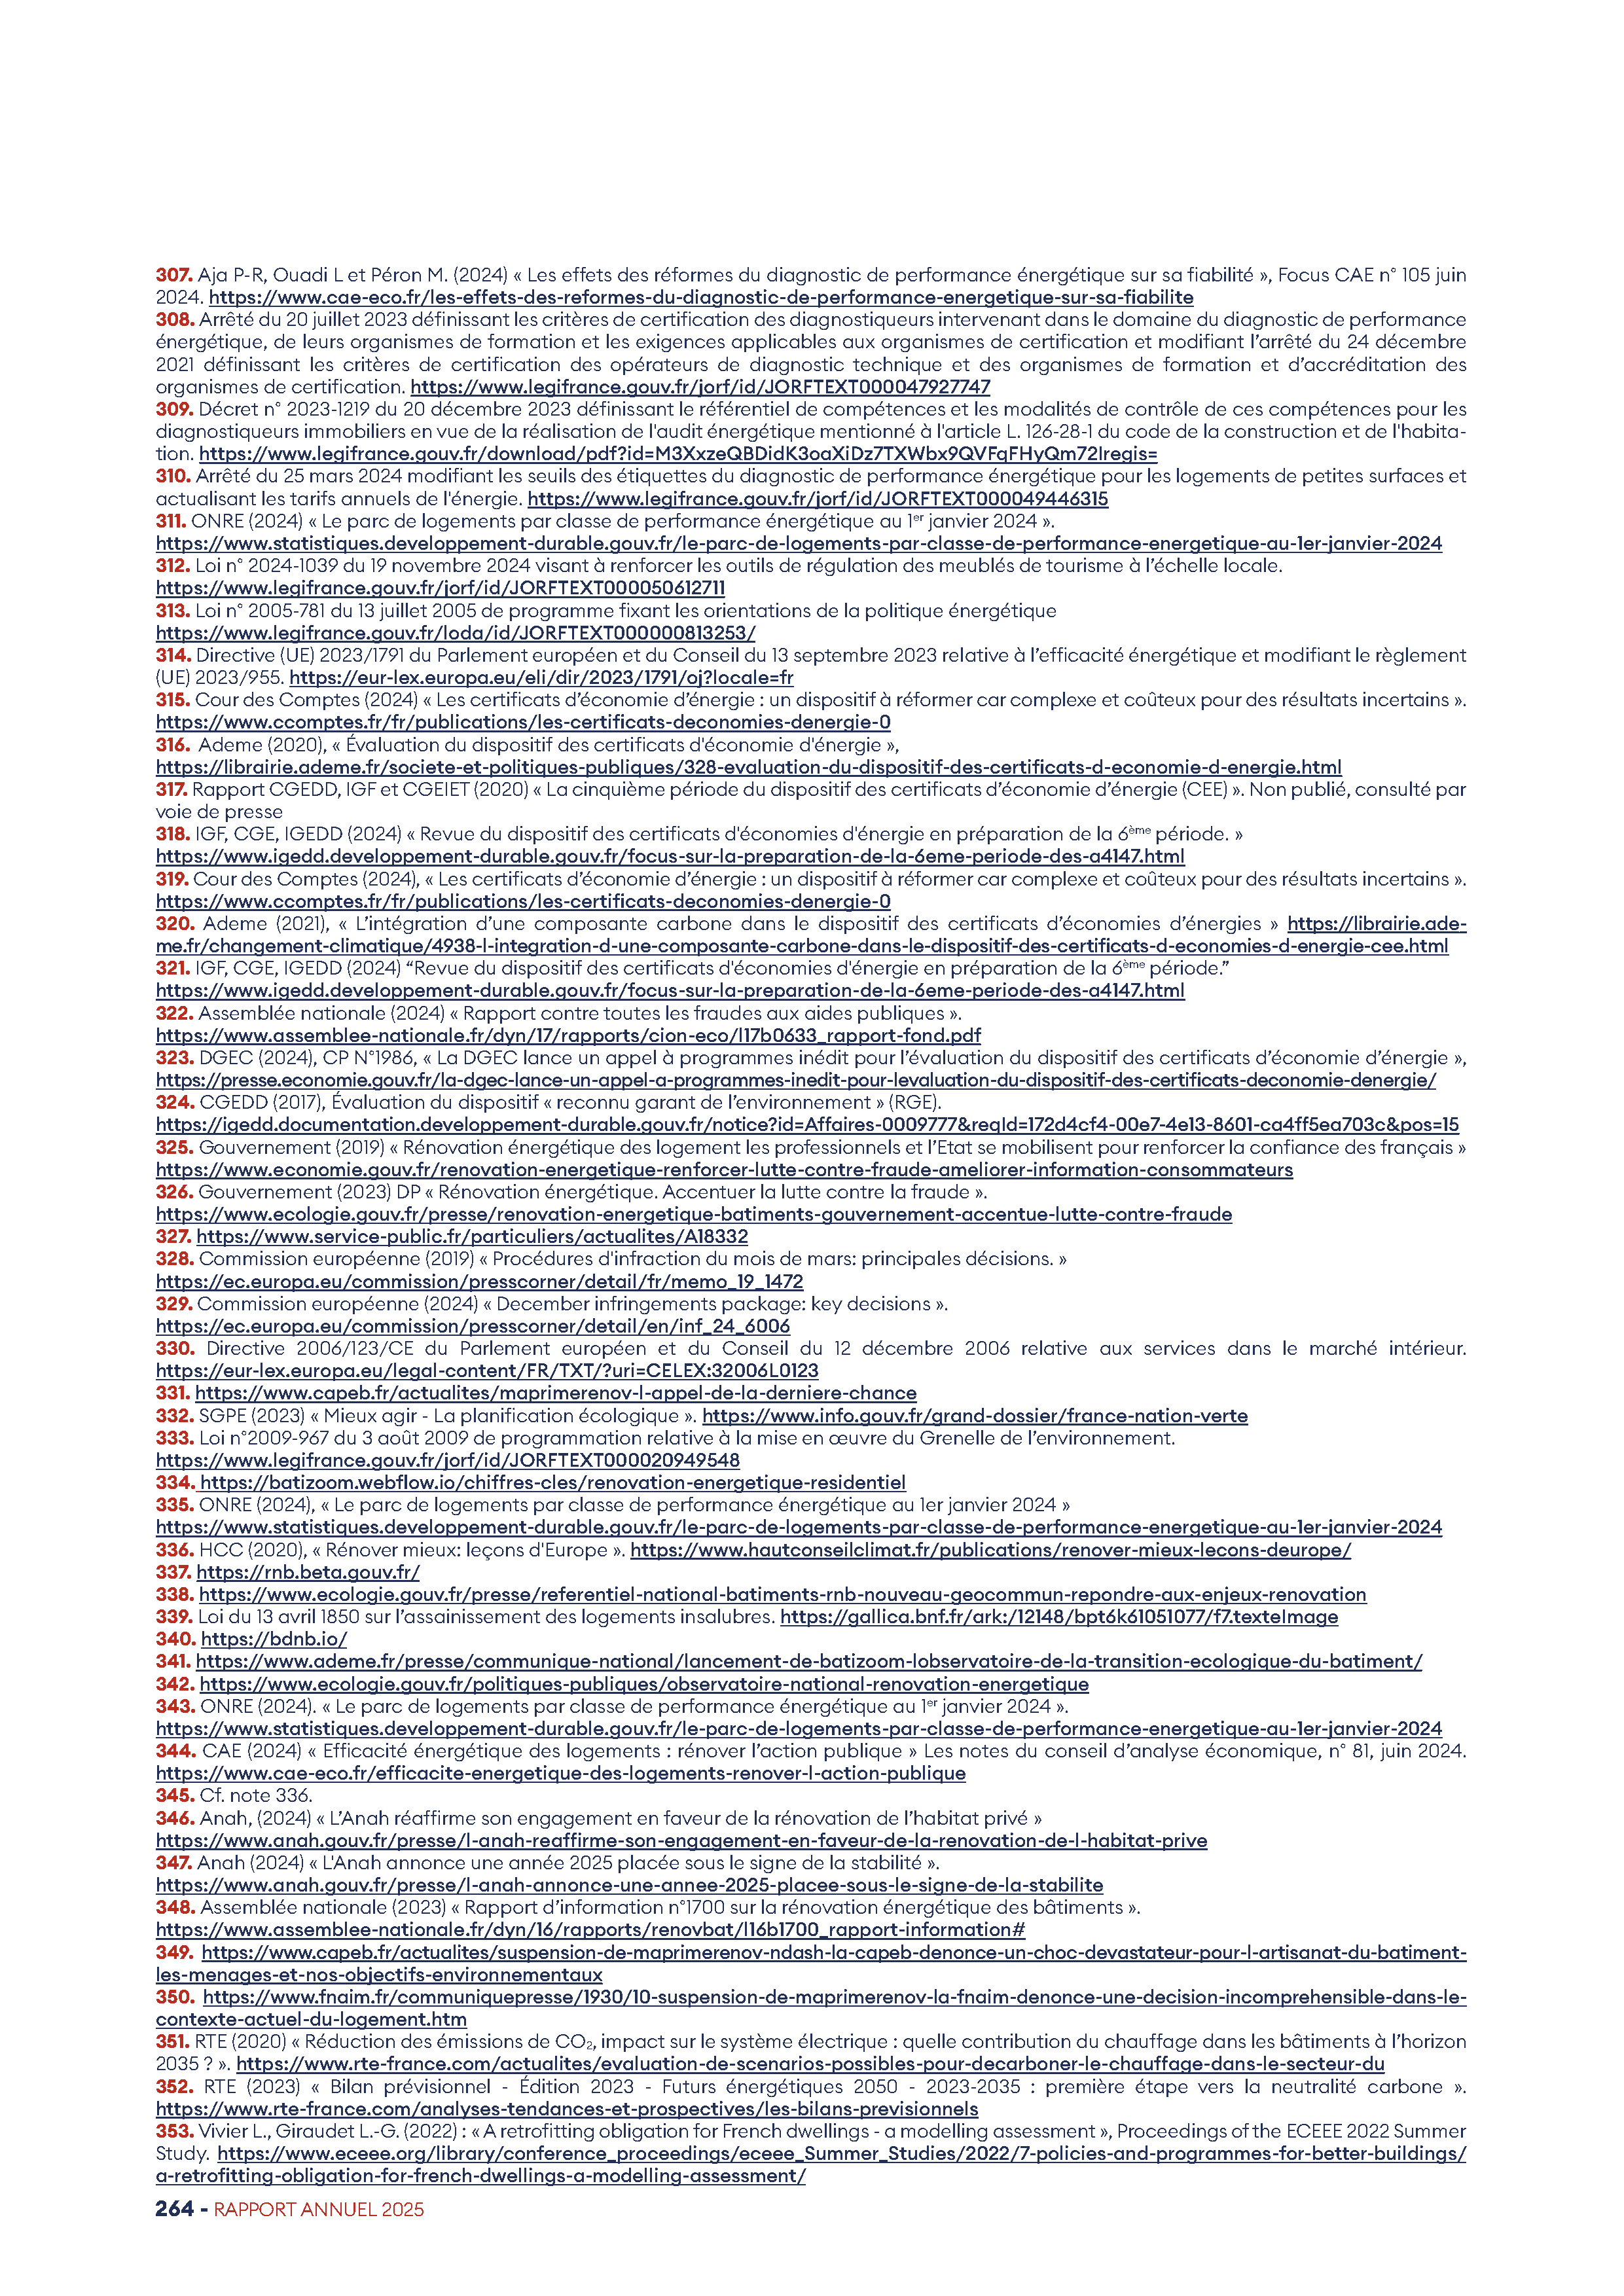 307. Aja P-R, Ouadi L et Péron M. (2024) « Les effets des réformes du diagnostic de performance énergétique sur sa fiabilité », Focus CAE n° 105 juin
2024. https://www.cae-eco.fr/les-effets-des-reformes-du-diagnostic-de-performance-energetique-sur-sa-fiabilite
308. Arrêté du 20 juillet 2023 définissant les critères de certification des diagnostiqueurs intervenant dans le domaine du diagnostic de performance
énergétique, de leurs organismes de formation et les exigences applicables aux organismes de certification et modifiant l’arrêté du 24 décembre
2021 définissant les critères de certification des opérateurs de diagnostic technique et des organismes de formation et d’accréditation des
organismes de certification. https://www.legifrance.gouv.fr/jorf/id/JORFTEXT000047927747
309. Décret n° 2023-1219 du 20 décembre 2023 définissant le référentiel de compétences et les modalités de contrôle de ces compétences pour les
diagnostiqueurs immobiliers en vue de la réalisation de l'audit énergétique mentionné à l'article L. 126-28-1 du code de la construction et de l'habita-
tion. https://www.legifrance.gouv.fr/download/pdf?id=M3XxzeQBDidK3oaXiDz7TXWbx9QVFqFHyQm72Iregis=
310. Arrêté du 25 mars 2024 modifiant les seuils des étiquettes du diagnostic de performance énergétique pour les logements de petites surfaces et
actualisant les tarifs annuels de l'énergie. https://www.legifrance.gouv.fr/jorf/id/JORFTEXT000049446315
311. ONRE (2024) « Le parc de logements par classe de performance énergétique au 1er janvier 2024 ».
https://www.statistiques.developpement-durable.gouv.fr/le-parc-de-logements-par-classe-de-performance-energetique-au-1er-janvier-2024
312. Loi n° 2024-1039 du 19 novembre 2024 visant à renforcer les outils de régulation des meublés de tourisme à l’échelle locale.
https://www.legifrance.gouv.fr/jorf/id/JORFTEXT000050612711
313. Loi n° 2005-781 du 13 juillet 2005 de programme fixant les orientations de la politique énergétique
https://www.legifrance.gouv.fr/loda/id/JORFTEXT000000813253/
314. Directive (UE) 2023/1791 du Parlement européen et du Conseil du 13 septembre 2023 relative à l’efficacité énergétique et modifiant le règlement
(UE) 2023/955. https://eur-lex.europa.eu/eli/dir/2023/1791/oj?locale=fr
315. Cour des Comptes (2024) « Les certificats d’économie d’énergie : un dispositif à réformer car complexe et coûteux pour des résultats incertains ».
https://www.ccomptes.fr/fr/publications/les-certificats-deconomies-denergie-0
316. Ademe (2020), « Évaluation du dispositif des certificats d'économie d'énergie »,
https://librairie.ademe.fr/societe-et-politiques-publiques/328-evaluation-du-dispositif-des-certificats-d-economie-d-energie.html
317. Rapport CGEDD, IGF et CGEIET (2020) « La cinquième période du dispositif des certificats d’économie d’énergie (CEE) ». Non publié, consulté par
voie de presse
318. IGF, CGE, IGEDD (2024) « Revue du dispositif des certificats d'économies d'énergie en préparation de la 6ème période. »
https://www.igedd.developpement-durable.gouv.fr/focus-sur-la-preparation-de-la-6eme-periode-des-a4147.html
319. Cour des Comptes (2024), « Les certificats d’économie d’énergie : un dispositif à réformer car complexe et coûteux pour des résultats incertains ».
https://www.ccomptes.fr/fr/publications/les-certificats-deconomies-denergie-0
320. Ademe (2021), « L’intégration d’une composante carbone dans le dispositif des certificats d’économies d’énergies » https://librairie.ade-
me.fr/changement-climatique/4938-l-integration-d-une-composante-carbone-dans-le-dispositif-des-certificats-d-economies-d-energie-cee.html
321. IGF, CGE, IGEDD (2024) “Revue du dispositif des certificats d'économies d'énergie en préparation de la 6ème période.”
https://www.igedd.developpement-durable.gouv.fr/focus-sur-la-preparation-de-la-6eme-periode-des-a4147.html
322. Assemblée nationale (2024) « Rapport contre toutes les fraudes aux aides publiques ».
https://www.assemblee-nationale.fr/dyn/17/rapports/cion-eco/l17b0633_rapport-fond.pdf
323. DGEC (2024), CP N°1986, « La DGEC lance un appel à programmes inédit pour l’évaluation du dispositif des certificats d’économie d’énergie »,
https://presse.economie.gouv.fr/la-dgec-lance-un-appel-a-programmes-inedit-pour-levaluation-du-dispositif-des-certificats-deconomie-denergie/
324. CGEDD (2017), Évaluation du dispositif « reconnu garant de l’environnement » (RGE).
https://igedd.documentation.developpement-durable.gouv.fr/notice?id=Affaires-0009777&reqId=172d4cf4-00e7-4e13-8601-ca4ff5ea703c&pos=15
325. Gouvernement (2019) « Rénovation énergétique des logement les professionnels et l’Etat se mobilisent pour renforcer la confiance des français »
https://www.economie.gouv.fr/renovation-energetique-renforcer-lutte-contre-fraude-ameliorer-information-consommateurs
326. Gouvernement (2023) DP « Rénovation énergétique. Accentuer la lutte contre la fraude ».
https://www.ecologie.gouv.fr/presse/renovation-energetique-batiments-gouvernement-accentue-lutte-contre-fraude
327. https://www.service-public.fr/particuliers/actualites/A18332
328. Commission européenne (2019) « Procédures d'infraction du mois de mars: principales décisions. »
https://ec.europa.eu/commission/presscorner/detail/fr/memo_19_1472
329. Commission européenne (2024) « December infringements package: key decisions ».
https://ec.europa.eu/commission/presscorner/detail/en/inf_24_6006
330. Directive 2006/123/CE du Parlement européen et du Conseil du 12 décembre 2006 relative aux services dans le marché intérieur.
https://eur-lex.europa.eu/legal-content/FR/TXT/?uri=CELEX:32006L0123
331. https://www.capeb.fr/actualites/maprimerenov-l-appel-de-la-derniere-chance
332. SGPE (2023) « Mieux agir - La planification écologique ». https://www.info.gouv.fr/grand-dossier/france-nation-verte
333. Loi n°2009-967 du 3 août 2009 de programmation relative à la mise en œuvre du Grenelle de l’environnement.
https://www.legifrance.gouv.fr/jorf/id/JORFTEXT000020949548
334. https://batizoom.webflow.io/chiffres-cles/renovation-energetique-residentiel
335. ONRE (2024), « Le parc de logements par classe de performance énergétique au 1er janvier 2024 »
https://www.statistiques.developpement-durable.gouv.fr/le-parc-de-logements-par-classe-de-performance-energetique-au-1er-janvier-2024
336. HCC (2020), « Rénover mieux: leçons d'Europe ». https://www.hautconseilclimat.fr/publications/renover-mieux-lecons-deurope/
337. https://rnb.beta.gouv.fr/
338. https://www.ecologie.gouv.fr/presse/referentiel-national-batiments-rnb-nouveau-geocommun-repondre-aux-enjeux-renovation
339. Loi du 13 avril 1850 sur l’assainissement des logements insalubres. https://gallica.bnf.fr/ark:/12148/bpt6k61051077/f7.texteImage
340. https://bdnb.io/
341. https://www.ademe.fr/presse/communique-national/lancement-de-batizoom-lobservatoire-de-la-transition-ecologique-du-batiment/
342. https://www.ecologie.gouv.fr/politiques-publiques/observatoire-national-renovation-energetique
343. ONRE (2024). « Le parc de logements par classe de performance énergétique au 1er janvier 2024 ».
https://www.statistiques.developpement-durable.gouv.fr/le-parc-de-logements-par-classe-de-performance-energetique-au-1er-janvier-2024
344. CAE (2024) « Efficacité énergétique des logements : rénover l’action publique » Les notes du conseil d’analyse économique, n° 81, juin 2024.
https://www.cae-eco.fr/efficacite-energetique-des-logements-renover-l-action-publique
345. Cf. note 336.
346. Anah, (2024) « L’Anah réaffirme son engagement en faveur de la rénovation de l’habitat privé »
https://www.anah.gouv.fr/presse/l-anah-reaffirme-son-engagement-en-faveur-de-la-renovation-de-l-habitat-prive
347. Anah (2024) « L'Anah annonce une année 2025 placée sous le signe de la stabilité ».
https://www.anah.gouv.fr/presse/l-anah-annonce-une-annee-2025-placee-sous-le-signe-de-la-stabilite
348. Assemblée nationale (2023) « Rapport d’information n°1700 sur la rénovation énergétique des bâtiments ».
https://www.assemblee-nationale.fr/dyn/16/rapports/renovbat/l16b1700_rapport-information#
349. https://www.capeb.fr/actualites/suspension-de-maprimerenov-ndash-la-capeb-denonce-un-choc-devastateur-pour-l-artisanat-du-batiment-
les-menages-et-nos-objectifs-environnementaux
350. https://www.fnaim.fr/communiquepresse/1930/10-suspension-de-maprimerenov-la-fnaim-denonce-une-decision-incomprehensible-dans-le-
contexte-actuel-du-logement.htm
351. RTE (2020) « Réduction des émissions de CO₂, impact sur le système électrique : quelle contribution du chauffage dans les bâtiments à l’horizon
2035 ? ». https://www.rte-france.com/actualites/evaluation-de-scenarios-possibles-pour-decarboner-le-chauffage-dans-le-secteur-du
352. RTE (2023) « Bilan prévisionnel - Édition 2023 - Futurs énergétiques 2050 - 2023-2035 : première étape vers la neutralité carbone ».
https://www.rte-france.com/analyses-tendances-et-prospectives/les-bilans-previsionnels
353. Vivier L., Giraudet L.-G. (2022) : « A retrofitting obligation for French dwellings - a modelling assessment », Proceedings of the ECEEE 2022 Summer
Study. https://www.eceee.org/library/conference_proceedings/eceee_Summer_Studies/2022/7-policies-and-programmes-for-better-buildings/
a-retrofitting-obligation-for-french-dwellings-a-modelling-assessment/
264 - RAPPORT ANNUEL 2025